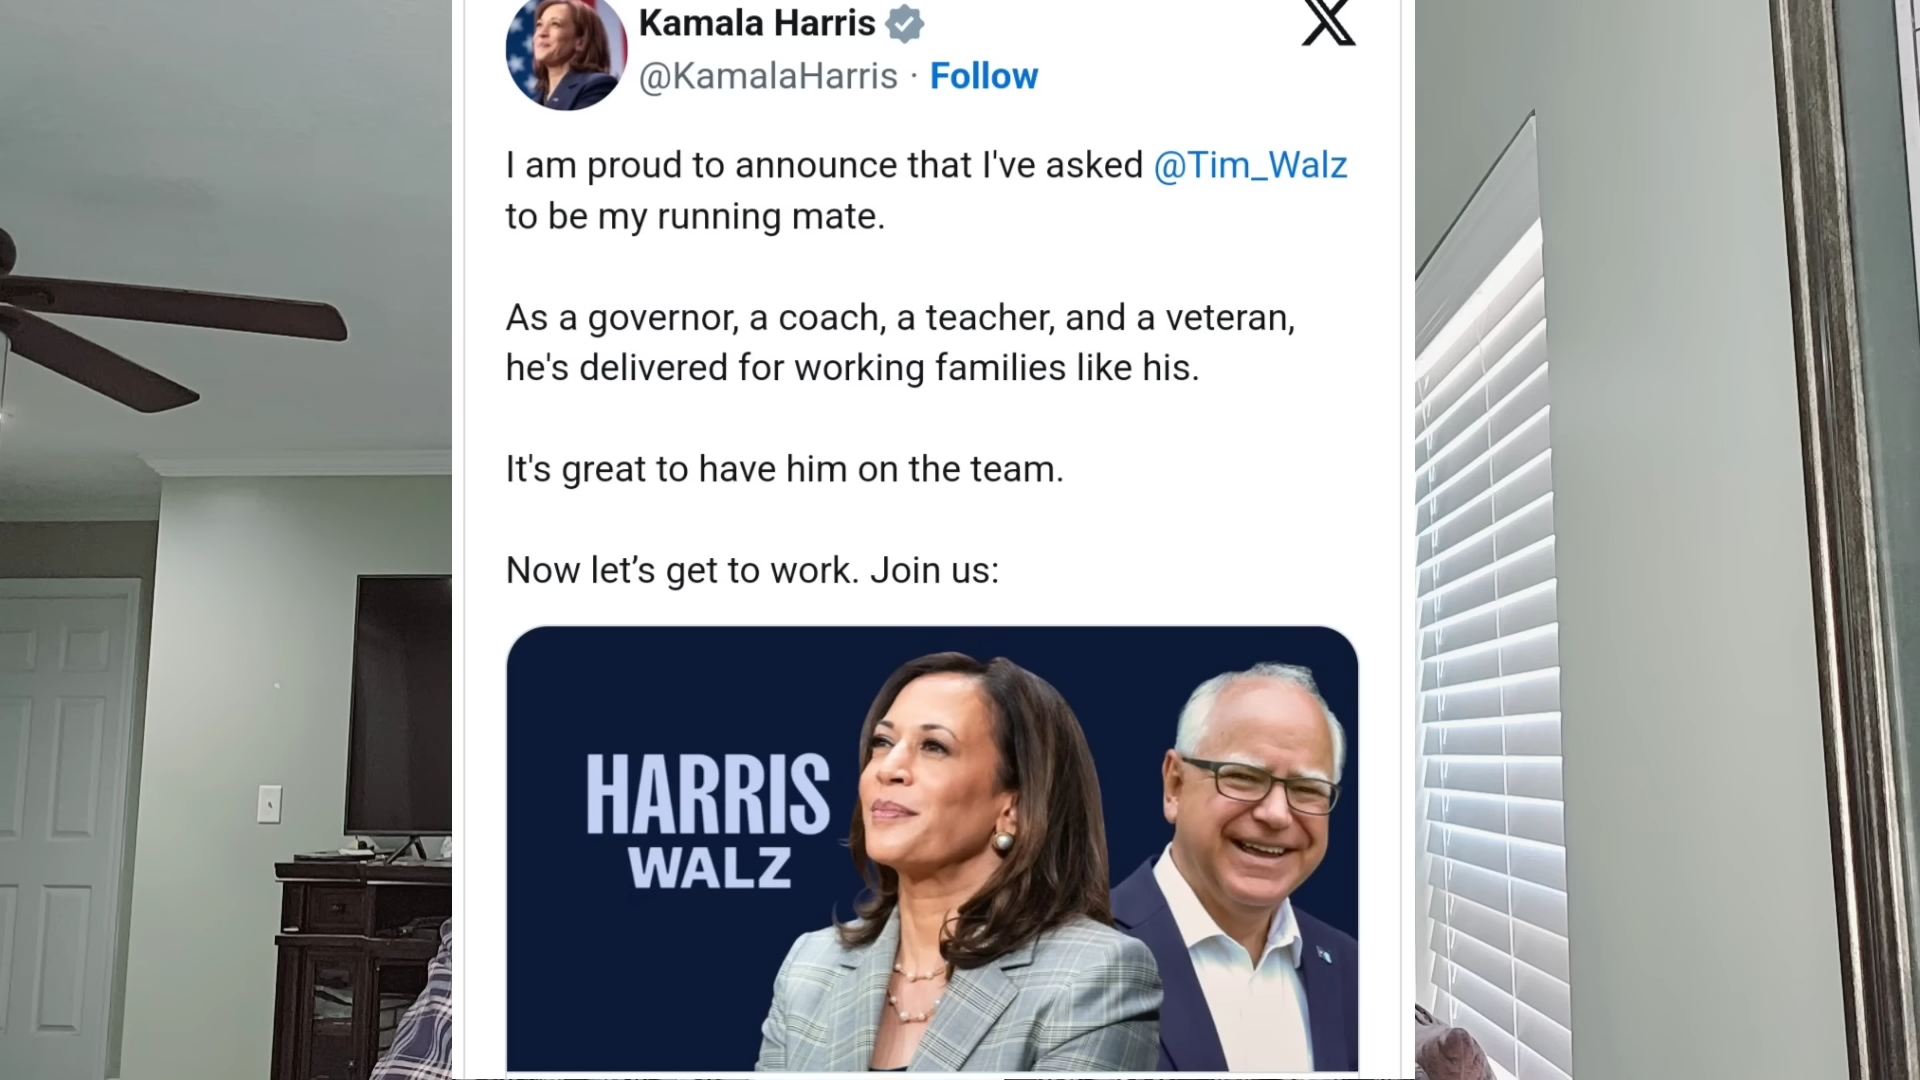 Kamala Harris
@KamalaHarris · Follow
I am proud to announce that I've asked @Tim_Walz
to be my running mate.
As a governor, a coach, a teacher, and a veteran,
he's delivered for working families like his.
It's great to have him on the team.
Now let’s get to work. Join us:
HARRIS
WALZ